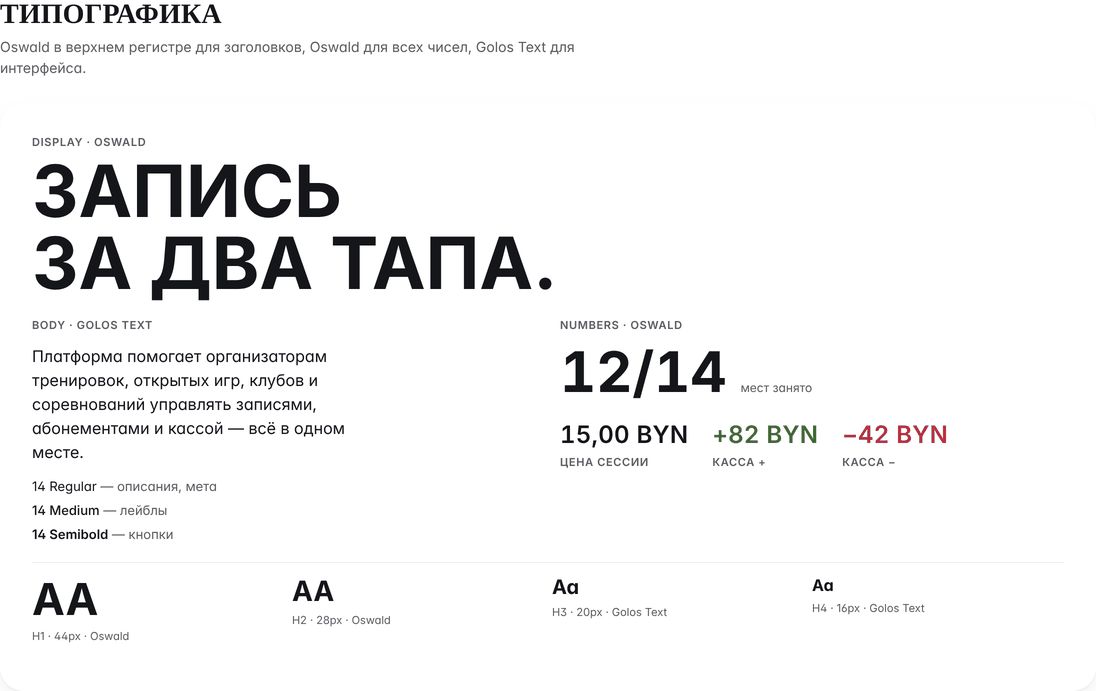 ТИПОГРАФИКА
Oswald в верхнем регистре для заголовков, Oswald для всех чисел, Golos Text для
интерфейса.
DISPLAY · OSWALD
ЗАПИСЬ
ЗА ДВА ТАПА.
BODY · GOLOS TEXT
Платформа помогает организаторам
тренировок, открытых игр, клубов и
соревнований управлять записями,
абонементами и кассой — всё в одном
месте.
14 Regular — описания, мета
14 Medium — лейблы
14 Semibold — кнопки
NUMBERS · OSWALD
12/14 мест занято
15,00 BYN +82 BYN −42 BYN
ЦЕНА СЕССИИ КАССА + КАССА −
AA AA Aa Aa
H1 · 44px · Oswald H2 · 28px · Oswald H3 · 20px · Golos Text H4 · 16px · Golos Text